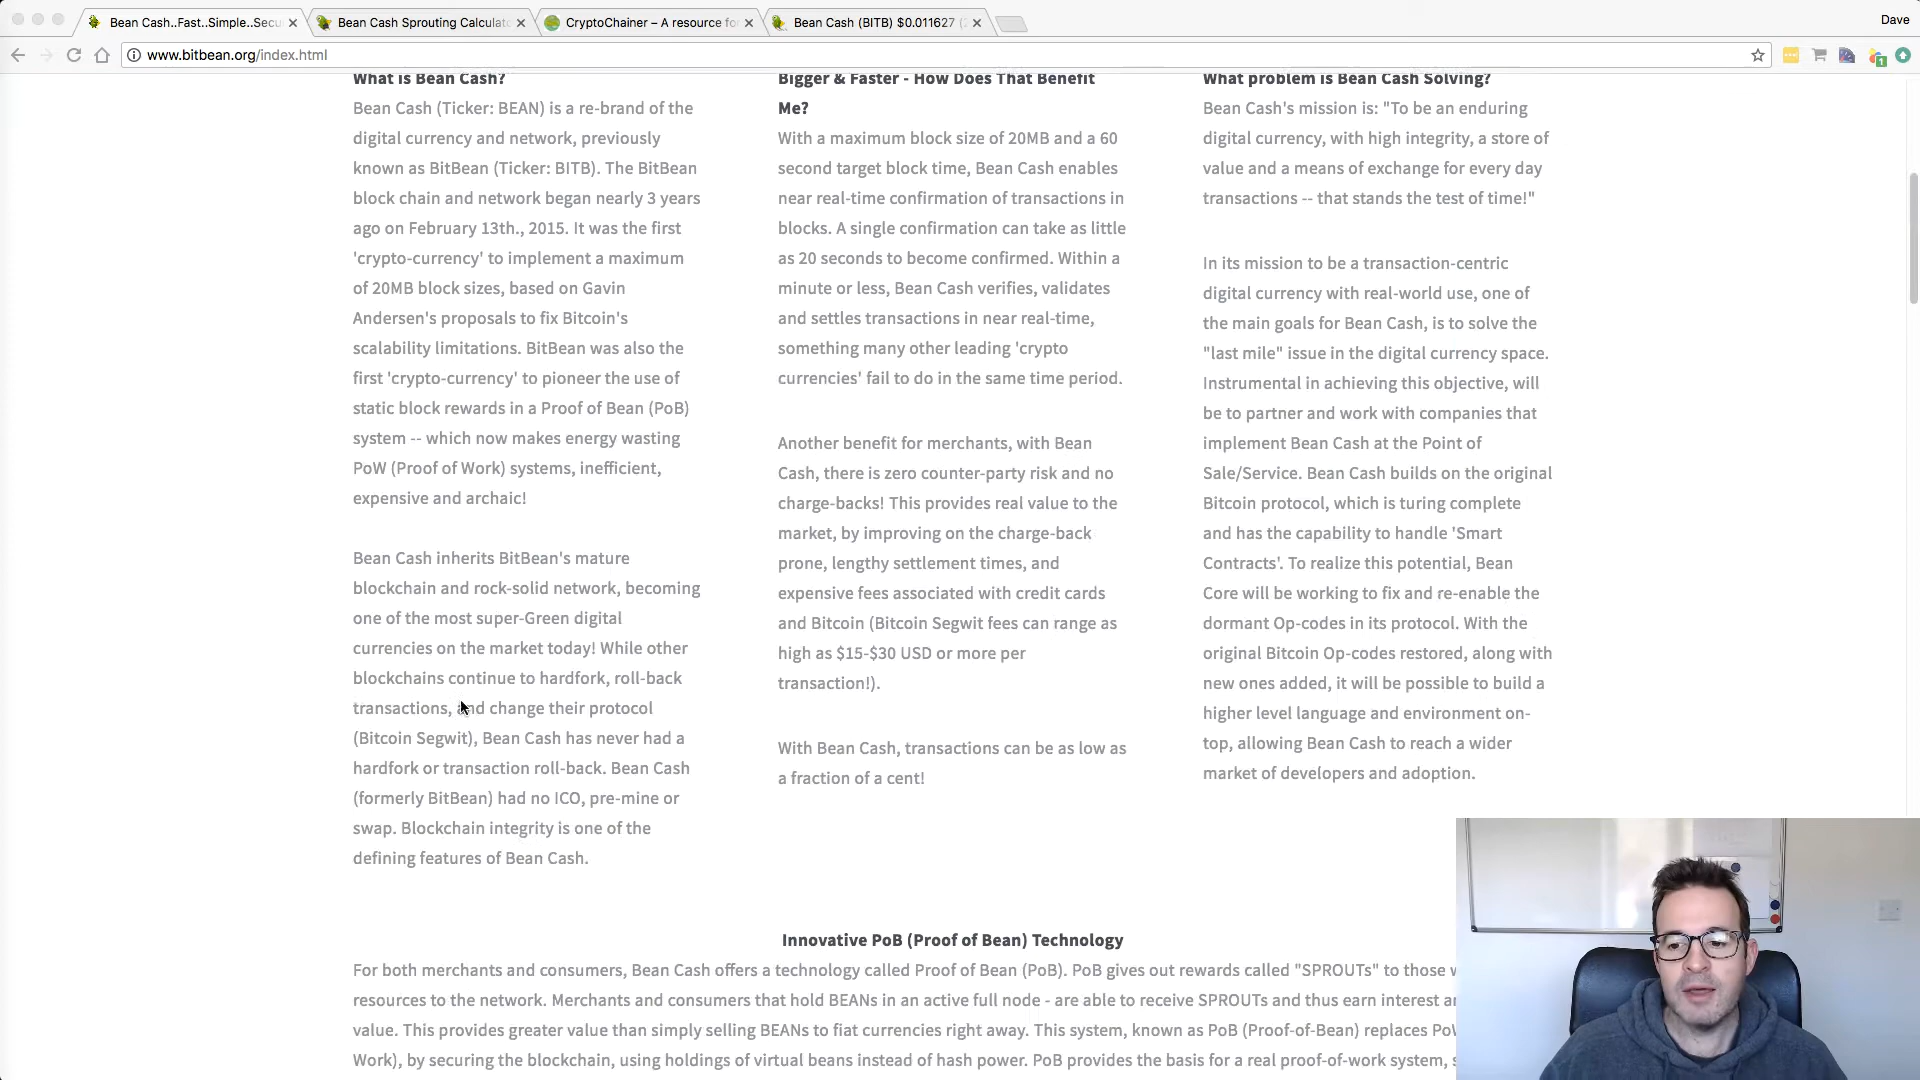 Bean Cash..Fast..Simple..Secu
Bean Cash Sprouting Calculato
CryptoChainer – A resource fo
Bean Cash (BITB) $0.011627 (
Dave
www.bitbean.org/index.html
1
What is Bean Cash?
Bean Cash (Ticker: BEAN) is a re-brand of the
digital currency and network, previously
known as BitBean (Ticker: BITB). The BitBean
block chain and network began nearly 3 years
ago on February 13th., 2015. It was the first
'crypto-currency' to implement a maximum
of 20MB block sizes, based on Gavin
Andersen's proposals to fix Bitcoin's
scalability limitations. BitBean was also the
first 'crypto-currency' to pioneer the use of
static block rewards in a Proof of Bean (PoB)
system -- which now makes energy wasting
PoW (Proof of Work) systems, inefficient,
expensive and archaic!
Bean Cash inherits BitBean's mature
blockchain and rock-solid network, becoming
one of the most super-Green digital
currencies on the market today! While other
blockchains continue to hardfork, roll-back
transactions, and change their protocol
(Bitcoin Segwit), Bean Cash has never had a
hardfork or transaction roll-back. Bean Cash
(formerly BitBean) had no ICO, pre-mine or
swap. Blockchain integrity is one of the
defining features of Bean Cash.
Bigger & Faster - How Does That Benefit
Me?
With a maximum block size of 20MB and a 60
second target block time, Bean Cash enables
near real-time confirmation of transactions in
blocks. A single confirmation can take as little
as 20 seconds to become confirmed. Within a
minute or less, Bean Cash verifies, validates
and settles transactions in near real-time,
something many other leading 'crypto
currencies' fail to do in the same time period.
Another benefit for merchants, with Bean
Cash, there is zero counter-party risk and no
charge-backs! This provides real value to the
market, by improving on the charge-back
prone, lengthy settlement times, and
expensive fees associated with credit cards
and Bitcoin (Bitcoin Segwit fees can range as
high as $15-$30 USD or more per
transaction!).
With Bean Cash, transactions can be as low as
a fraction of a cent!
What problem is Bean Cash Solving?
Bean Cash's mission is: "To be an enduring
digital currency, with high integrity, a store of
value and a means of exchange for every day
transactions -- that stands the test of time!"
In its mission to be a transaction-centric
digital currency with real-world use, one of
the main goals for Bean Cash, is to solve the
"last mile" issue in the digital currency space.
Instrumental in achieving this objective, will
be to partner and work with companies that
implement Bean Cash at the Point of
Sale/Service. Bean Cash builds on the original
Bitcoin protocol, which is turing complete
and has the capability to handle 'Smart
Contracts'. To realize this potential, Bean
Core will be working to fix and re-enable the
dormant Op-codes in its protocol. With the
original Bitcoin Op-codes restored, along with
new ones added, it will be possible to build a
higher level language and environment on-
top, allowing Bean Cash to reach a wider
market of developers and adoption.
Innovative PoB (Proof of Bean) Technology
For both merchants and consumers, Bean Cash offers a technology called Proof of Bean (PoB). PoB gives out rewards called "SPROUTs" to those w
resources to the network. Merchants and consumers that hold BEANs in an active full node - are able to receive SPROUTs and thus earn interest a
value. This provides greater value than simply selling BEANs to fiat currencies right away. This system, known as PoB (Proof-of-Bean) replaces Po
Work), by securing the blockchain, using holdings of virtual beans instead of hash power. PoB provides the basis for a real proof-of-work system, s